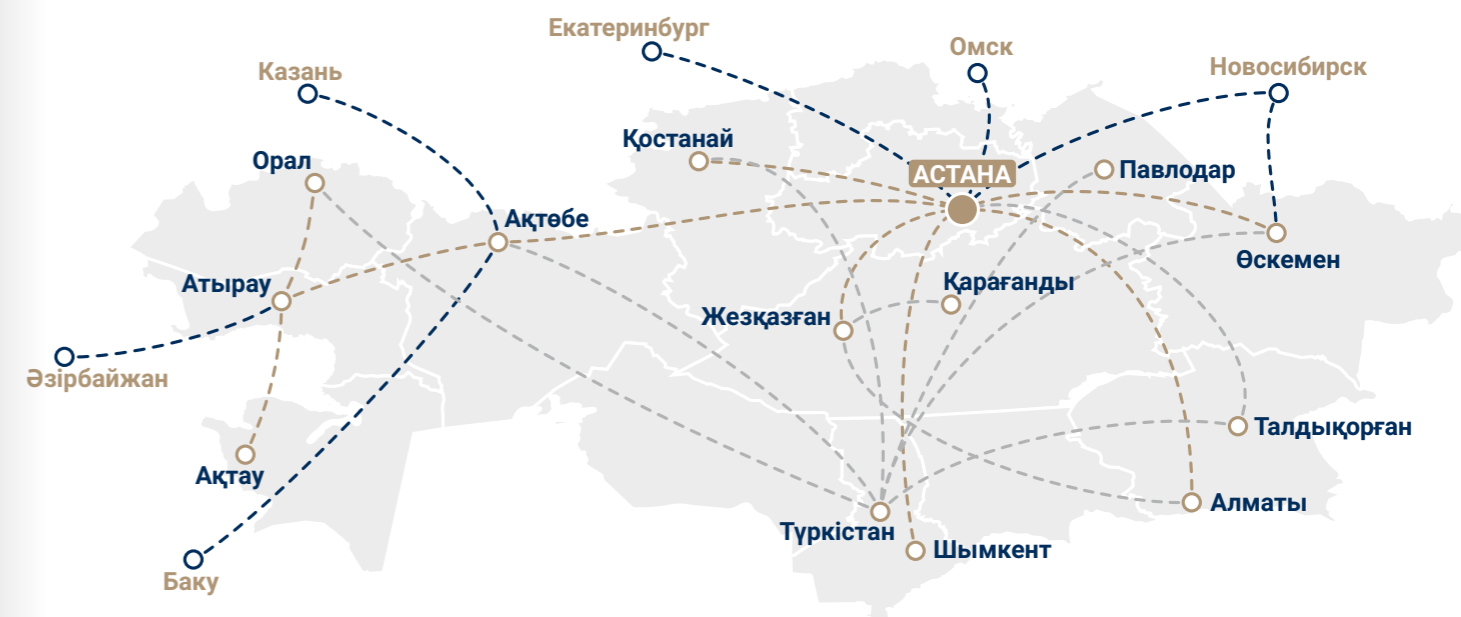 Екатеринбург
Омск
Новосибирск
Казань
Қостанай
Орал
АСТАНА
Павлодар
Ақтөбе
Өскемен
Атырау
Қарағанды
Жезқазған
Әзірбайжан
Талдықорған
Ақтау
Алматы
Түркістан
Шымкент
Баку